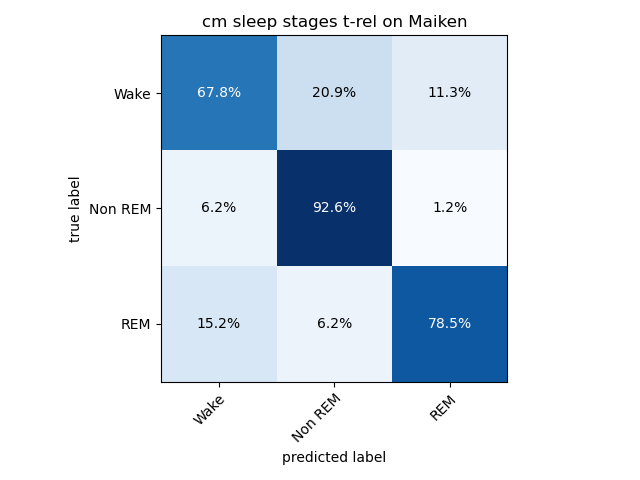 cm sleep stages t-rel on Maiken
Wake 67.8% 20.9% 11.3%
Non REM 6.2% 92.6% 1.2%
REM 15.2% 6.2% 78.5%
true label
Wake Non REM REM
predicted label